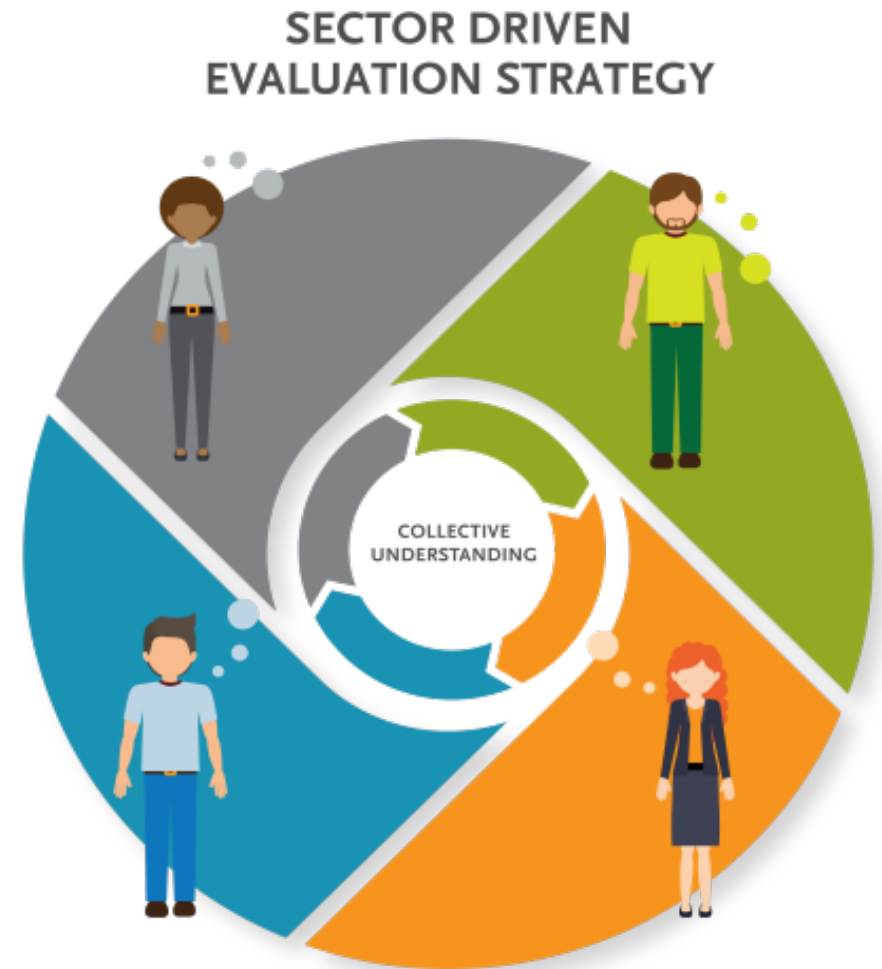 SECTOR DRIVEN
EVALUATION STRATEGY
COLLECTIVE
UNDERSTANDING